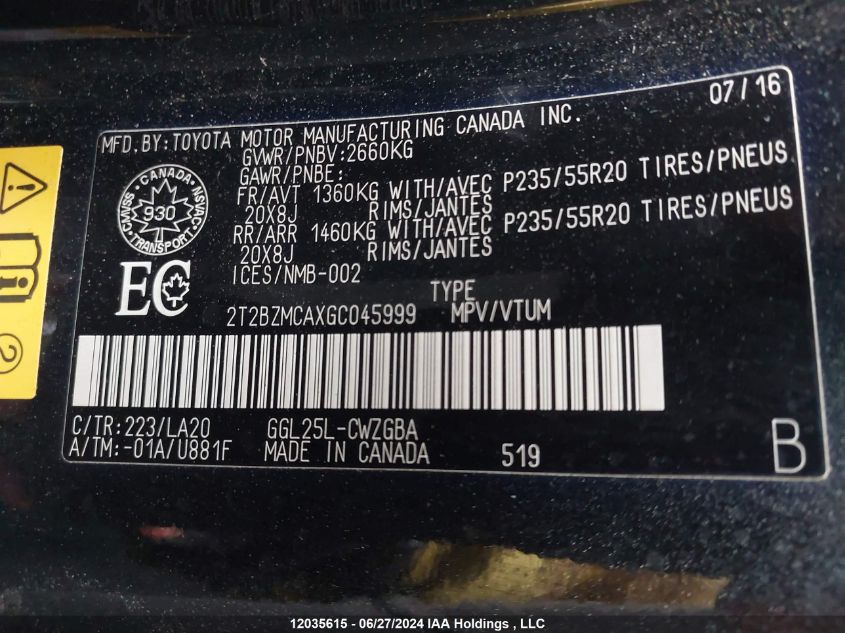 07/16
MFD.BY:TOYOTA MOTOR MANUFACTURING CANADA INC.
GVWR/PNBV:2660KG
GAWR/PNBE:
FR/AVT 1360KG WITH/AVEC P235/55R20 TIRES/PNEUS
20X8J RIMS/JANTES
RR/ARR 1460KG WITH/AVEC P235/55R20 TIRES/PNEUS
20X8J RIMS/JANTES
ICES/NMB-002
CANADA
CMVSS
930
NSVAC
TRANSPORT
EC
TYPE
2T2BZMCAXGC045999 MPV/VTUM
C/TR:223/LA20 GGL25L-CWZGBA
A/TM:-01A/U881F MADE IN CANADA 519 B
2
12035615 - 06/27/2024 IAA Holdings , LLC